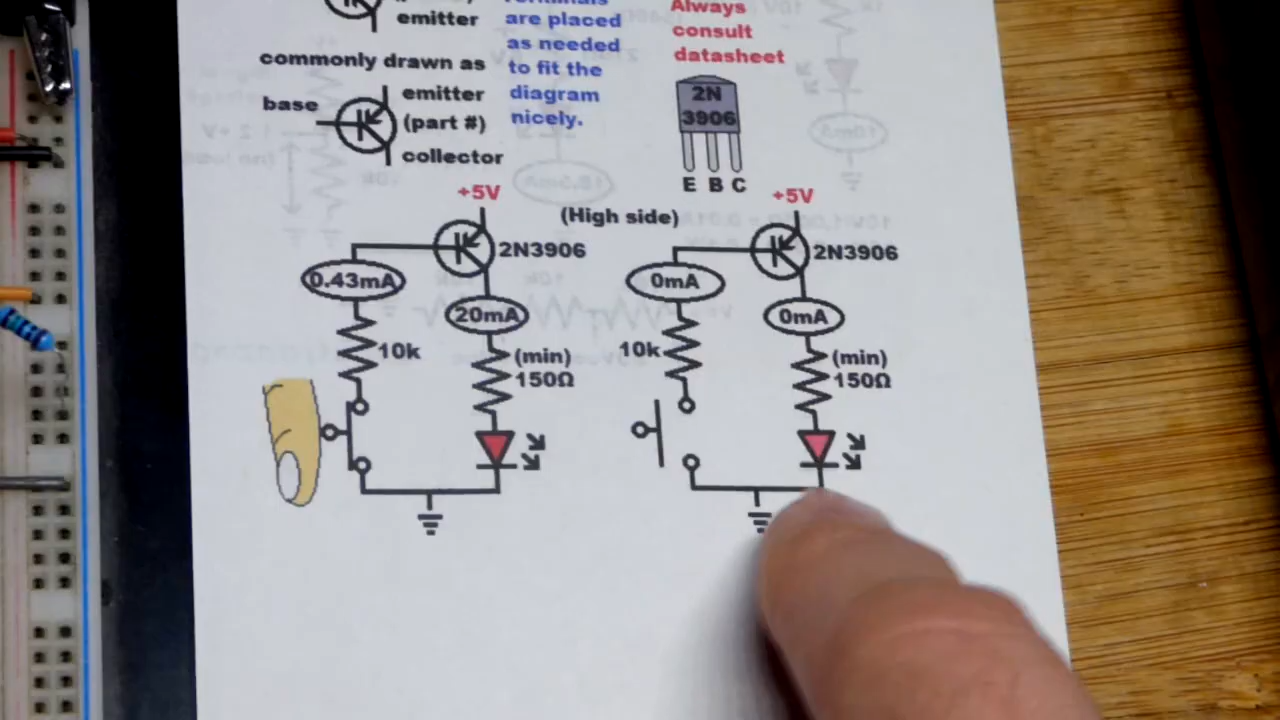 emitter
commonly drawn as
base
emitter
(part #)
collector
are placed
as needed
to fit the
diagram
nicely.
Always
consult
datasheet
2N
3906
E B C
(High side)
+5V
2N3906
0.43mA
20mA
10k
(min)
150Ω
+5V
2N3906
0mA
0mA
10k
(min)
150Ω